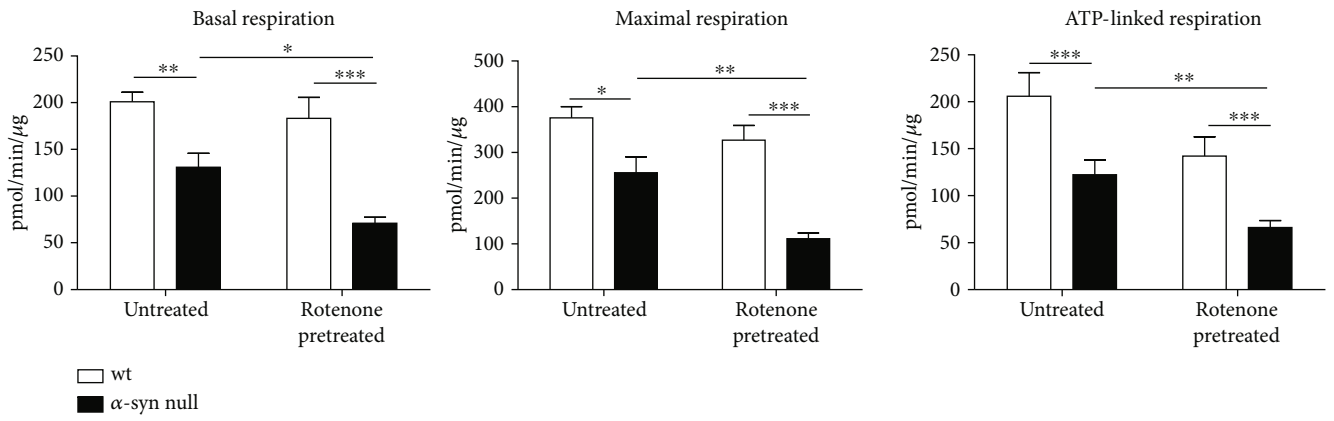 Basal respiration
pmol/min/μg
250
200
150
100
50
0
**
*
***
Untreated
Rotenone
pretreated
Maximal respiration
pmol/min/μg
500
400
300
200
100
0
*
**
***
Untreated
Rotenone
pretreated
ATP-linked respiration
pmol/min/μg
250
200
150
100
50
0
***
**
***
Untreated
Rotenone
pretreated
wt
α-syn null